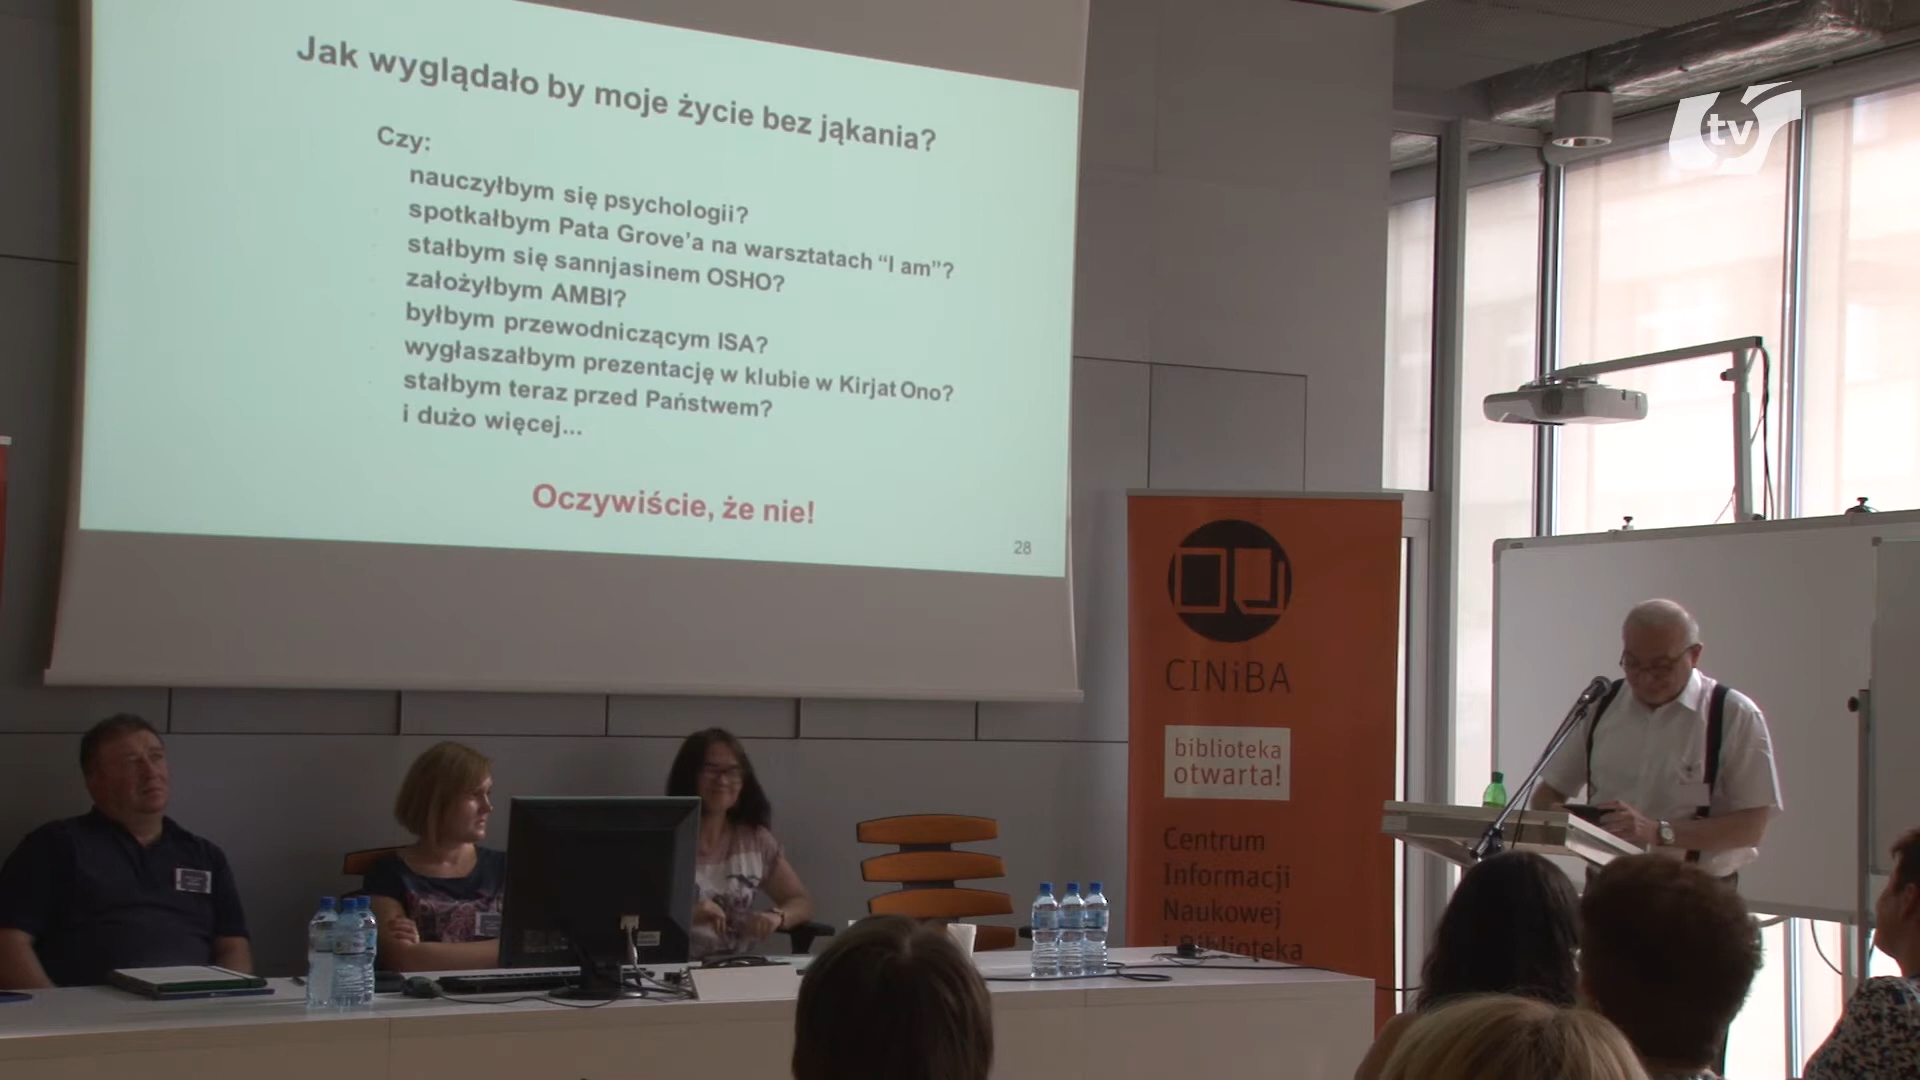 Jak wyglądało by moje życie bez jąkania?
Czy:
nauczyłbym się psychologii?
spotkałbym Pata Grove’a na warsztatach “I am”?
stałbym się sannjasinem OSHO?
założyłbym AMBI?
byłbym przewodniczącym ISA?
wygłaszałbym prezentację w klubie w Kirjat Ono?
stałbym teraz przed Państwem?
i dużo więcej...
Oczywiście, że nie!
28
tv
CINiBA
biblioteka
otwarta!
Centrum
Informacji
Naukowej
i Biblioteka